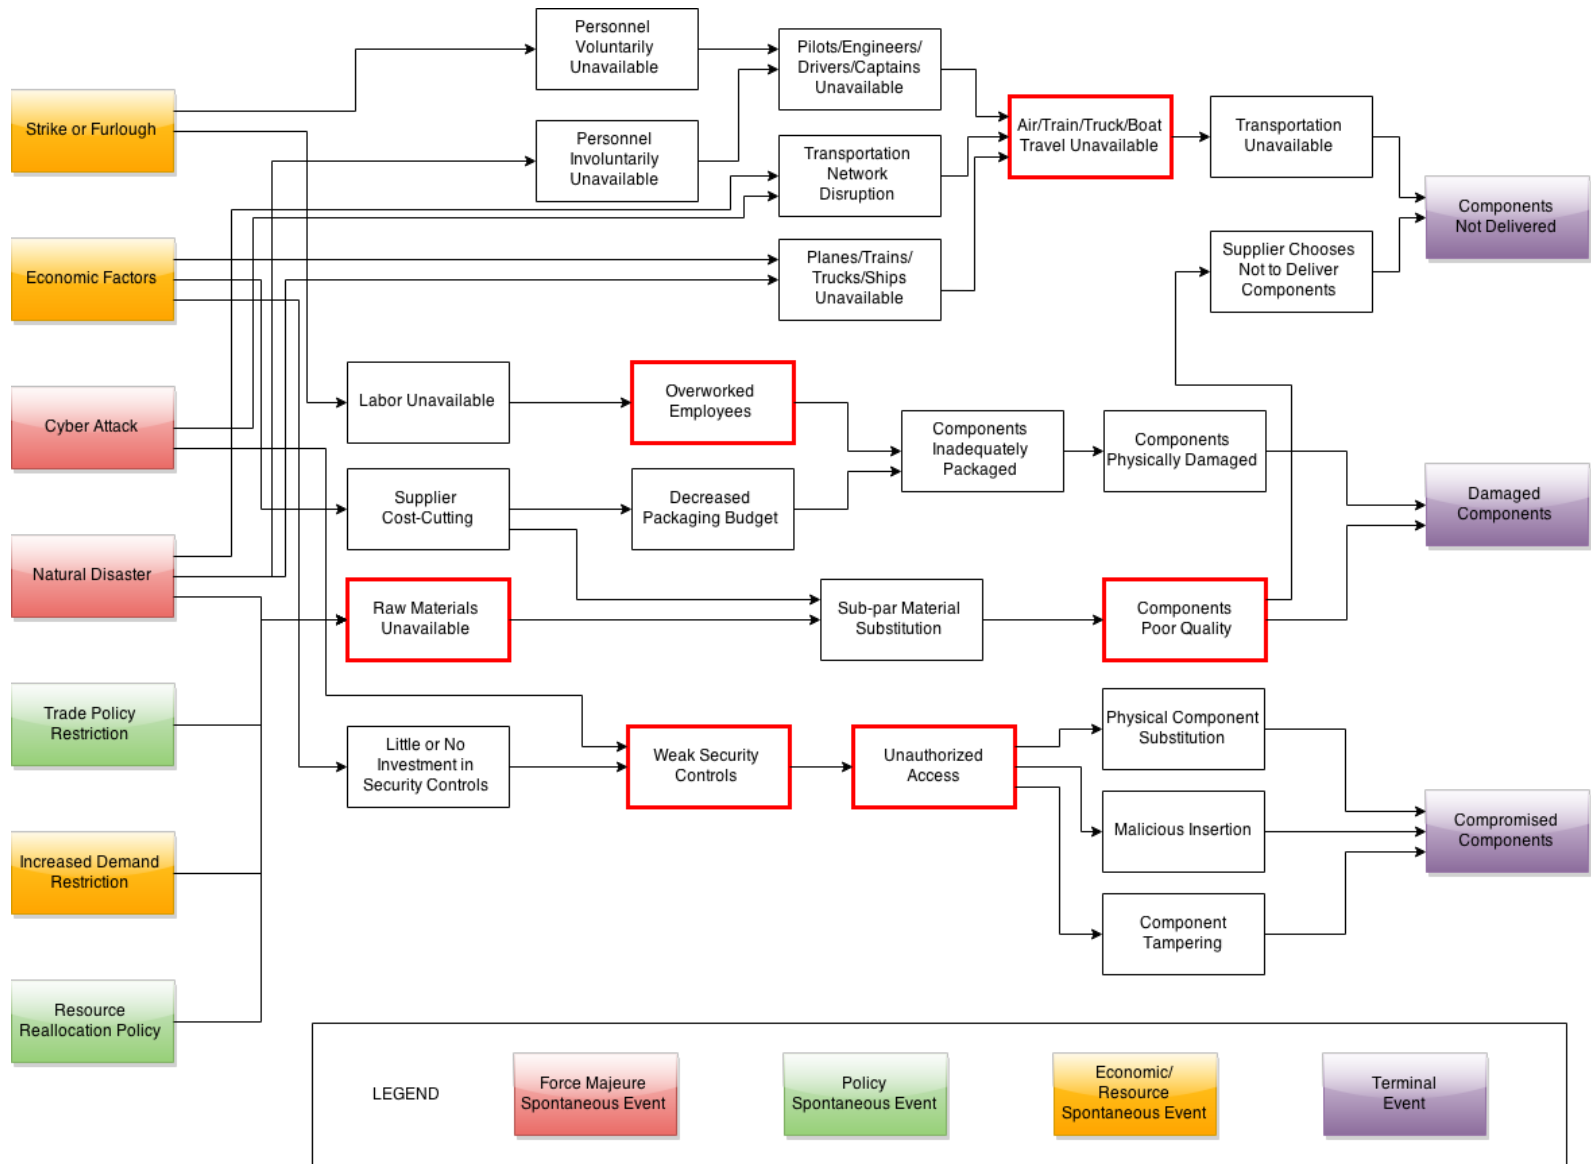 Personnel
Voluntarily
Unavailable
Pilots/Engineers/
Drivers/Captains
Unavailable
Strike or Furlough
Personnel
Involuntarily
Unavailable
Transportation
Network
Disruption
Air/Train/Truck/Boat
Travel Unavailable
Transportation
Unavailable
Components
Not Delivered
Economic Factors
Planes/Trains/
Trucks/Ships
Unavailable
Supplier Chooses
Not to Deliver
Components
Cyber Attack
Labor Unavailable
Overworked
Employees
Components
Inadequately
Packaged
Components
Physically Damaged
Supplier
Cost-Cutting
Decreased
Packaging Budget
Damaged
Components
Natural Disaster
Raw Materials
Unavailable
Sub-par Material
Substitution
Components
Poor Quality
Trade Policy
Restriction
Little or No
Investment in
Security Controls
Weak Security
Controls
Unauthorized
Access
Physical Component
Substitution
Malicious Insertion
Compromised
Components
Increased Demand
Restriction
Component
Tampering
Resource
Reallocation Policy
LEGEND
Force Majeure
Spontaneous Event
Policy
Spontaneous Event
Economic/
Resource
Spontaneous Event
Terminal
Event